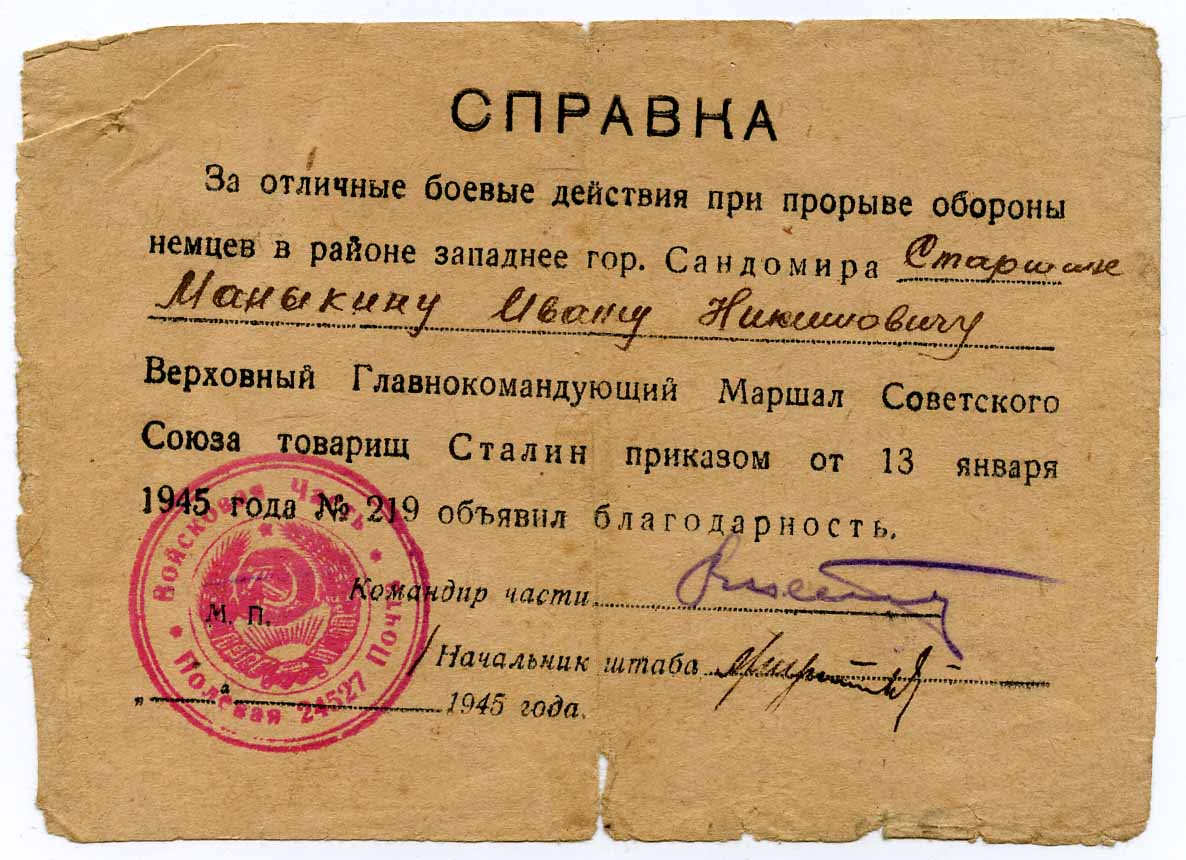 СПРАВКА
За отличные боевые действия при прорыве обороны
немцев в районе западнее гор. Сандомира Старшине
Маныкину Ивану Никитовичу
Верховный Главнокомандующий Маршал Советского
Союза товарищ Сталин приказом от 13 января
1945 года № 219 объявил благодарность.
Командир части
М. П.
Начальник штаба
„ “ 1945 года.
Войсковая Часть * Полевая Почта 24527 *